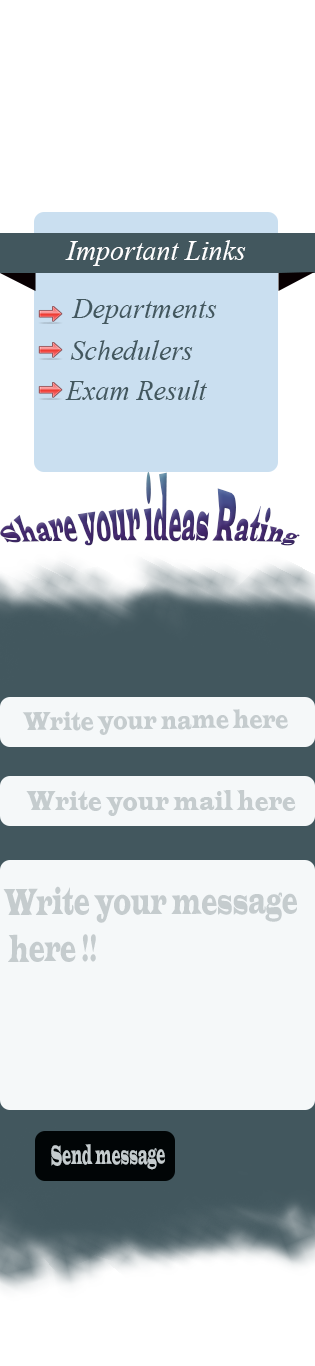 Important Links
Departments
Schedulers
Exam Result
Share your ideas Rating
Write your name here
Write your mail here
Write your message
here !!
Send message